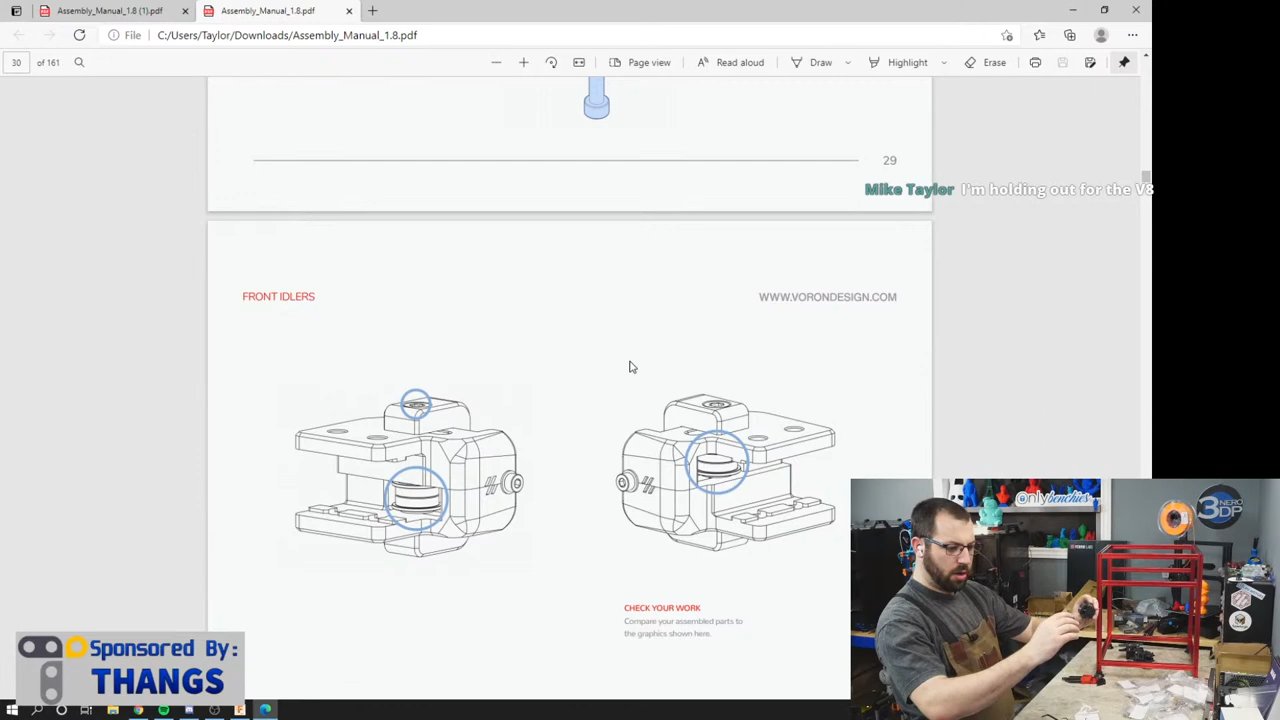 Assembly_Manual_1.8 (1).pdf
Assembly_Manual_1.8.pdf
File
C:/Users/Taylor/Downloads/Assembly_Manual_1.8.pdf
30 of 161
Page view
Read aloud
Draw
Highlight
Erase
29
Mike Taylor I'm holding out for the V8
FRONT IDLERS
WWW.VORONDESIGN.COM
CHECK YOUR WORK
Compare your assembled parts to
the graphics shown here.
onlybenchies
3DP
Sponsored By:
THANGS